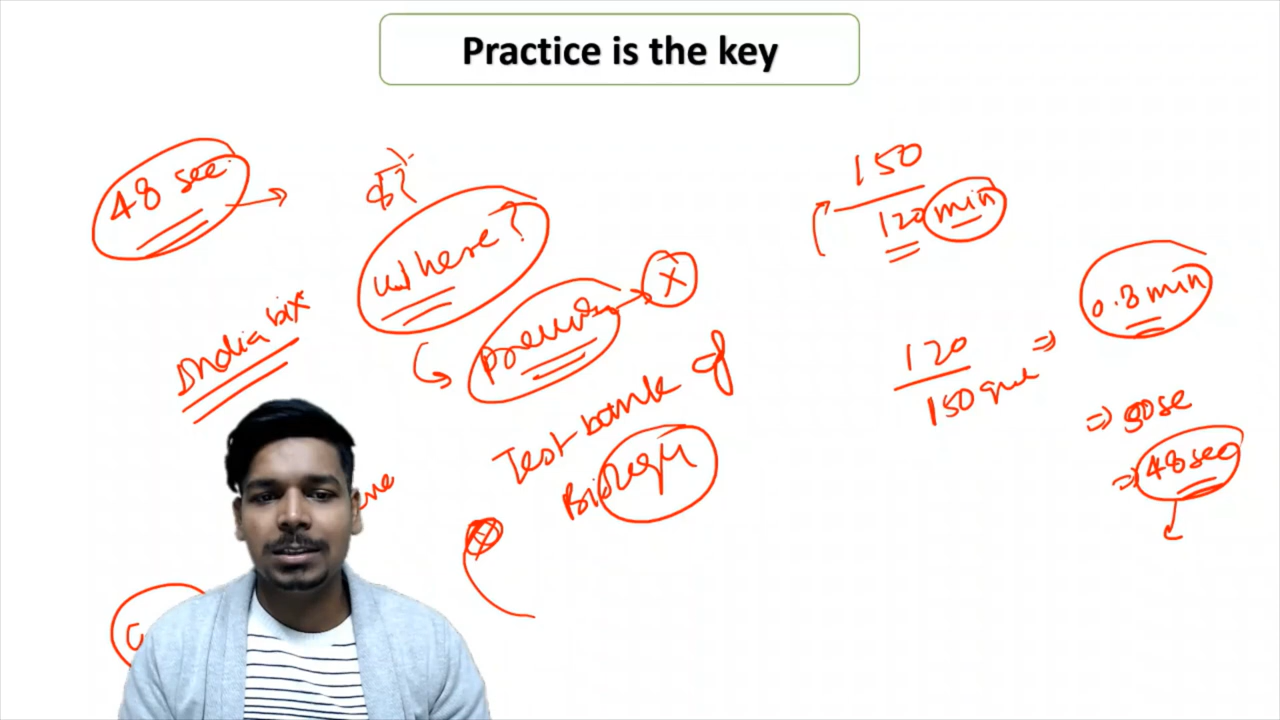 Practice is the key
48 sec
Where?
X
India bix
Test bank of
Biology
150
120 min
0.8 min
120
150 que
⇒
⇒ 90se
⇒ 48 sec